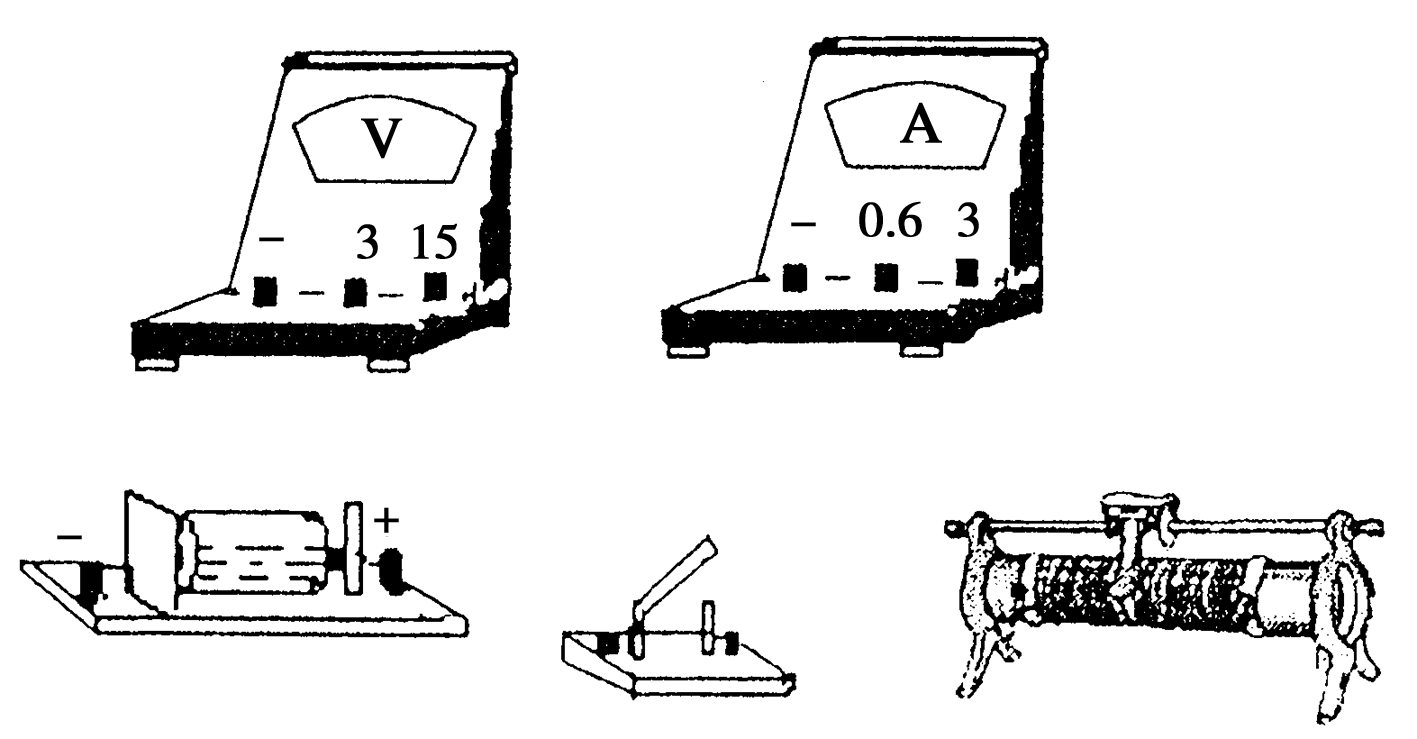 V
A
– 3 15
– 0.6 3
– +